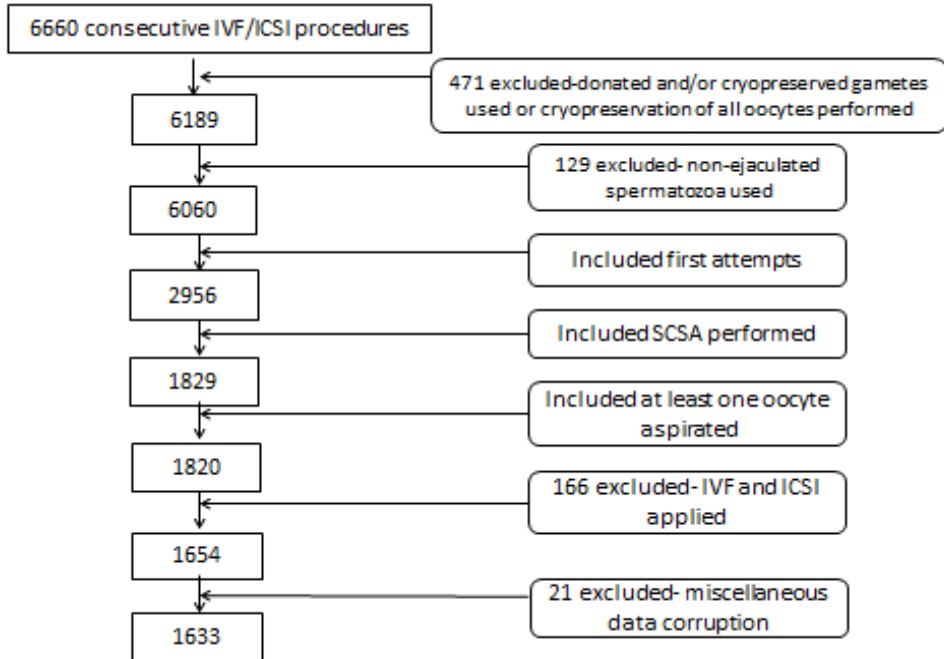 6660 consecutive IVF/ICSI procedures
471 excluded-donated and/or cryopreserved gametes
used or cryopreservation of all oocytes performed
6189
129 excluded- non-ejaculated
spermatozoa used
6060
Included first attempts
2956
Included SCSA performed
1829
Included at least one oocyte
aspirated
1820
166 excluded- IVF and ICSI
applied
1654
21 excluded- miscellaneous
data corruption
1633